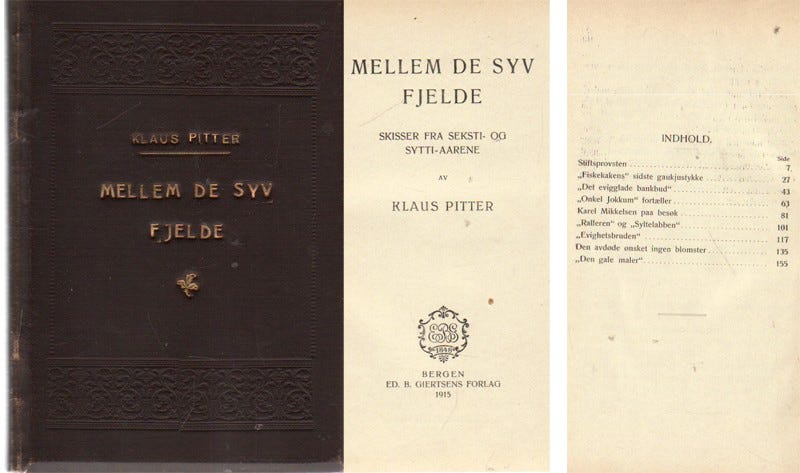 KLAUS PITTER
MELLEM DE SYV
FJELDE
MELLEM DE SYV
FJELDE
SKISSER FRA SEKSTI- OG
SYTTI-AARENE
AV
KLAUS PITTER
1848
BERGEN
ED. B. GIERTSENS FORLAG
1915
INDHOLD.
Side
Stiftsprovsten 7
„Fiskekakens“ sidste gaukjustykke 27
„Det evigglade bankbud“ 43
„Onkel Jokkum“ fortæller 63
Karel Mikkelsen paa besøk 81
„Ralleren“ og „Syltelabben“ 101
„Evighetsbruden“ 117
Den avdøde ønsket ingen blomster 135
„Den gale maler“ 155